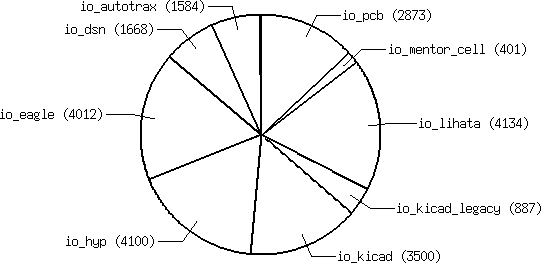 io_autotrax (1584)
io_pcb (2873)
io_dsn (1668)
io_mentor_cell (401)
io_eagle (4012)
io_lihata (4134)
io_kicad_legacy (887)
io_hyp (4100)
io_kicad (3500)